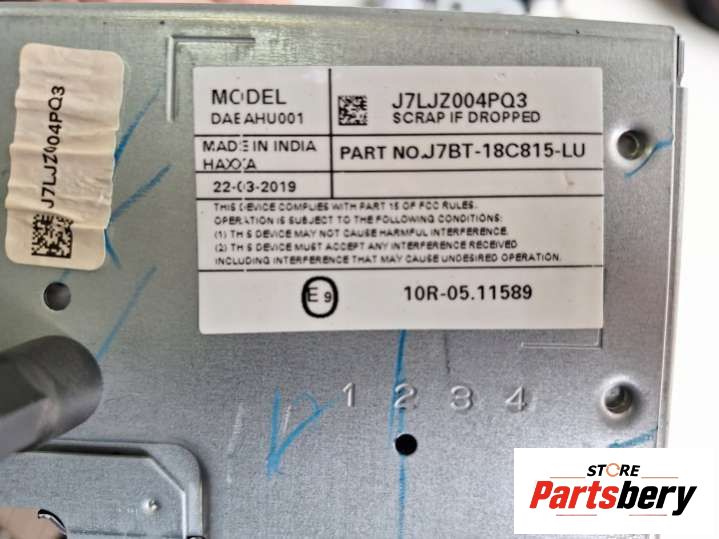 J7LJZ004PQ3
MODEL
DAEAHU001
J7LJZ004PQ3
SCRAP IF DROPPED
MADE IN INDIA
PART NO.J7BT-18C815-LU
22-03-2019
THIS DEVICE COMPLIES WITH PART 15 OF FCC RULES.
OPERATION IS SUBJECT TO THE FOLLOWING CONDITIONS:
(1) THIS DEVICE MAY NOT CAUSE HARMFUL INTERFERENCE.
(2) THIS DEVICE MUST ACCEPT ANY INTERFERENCE RECEIVED
INCLUDING INTERFERENCE THAT MAY CAUSE UNDESIRED OPERATION.
E 9
10R-05.11589
1 2 3 4
STORE
Partsbery